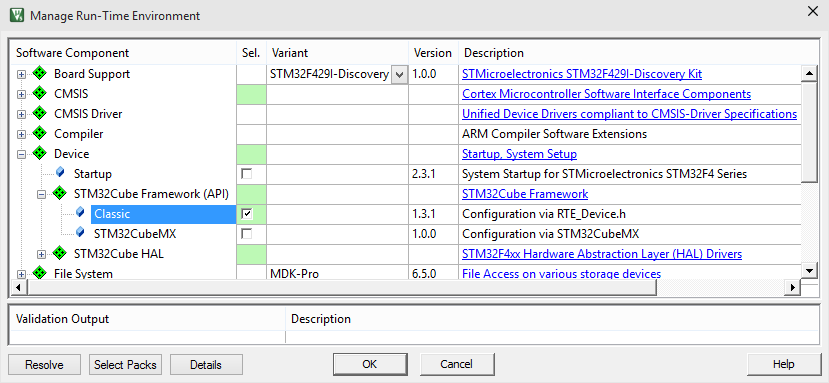 Manage Run-Time Environment
Software Component Sel. Variant Version Description
Board Support STM32F429I-Discovery 1.0.0 STMicroelectronics STM32F429I-Discovery Kit
CMSIS Cortex Microcontroller Software Interface Components
CMSIS Driver Unified Device Drivers compliant to CMSIS-Driver Specifications
Compiler ARM Compiler Software Extensions
Device Startup, System Setup
Startup 2.3.1 System Startup for STMicroelectronics STM32F4 Series
STM32Cube Framework (API) STM32Cube Framework
Classic 1.3.1 Configuration via RTE_Device.h
STM32CubeMX 1.0.0 Configuration via STM32CubeMX
STM32Cube HAL STM32F4xx Hardware Abstraction Layer (HAL) Drivers
File System MDK-Pro 6.5.0 File Access on various storage devices
Validation Output Description
Resolve Select Packs Details OK Cancel Help